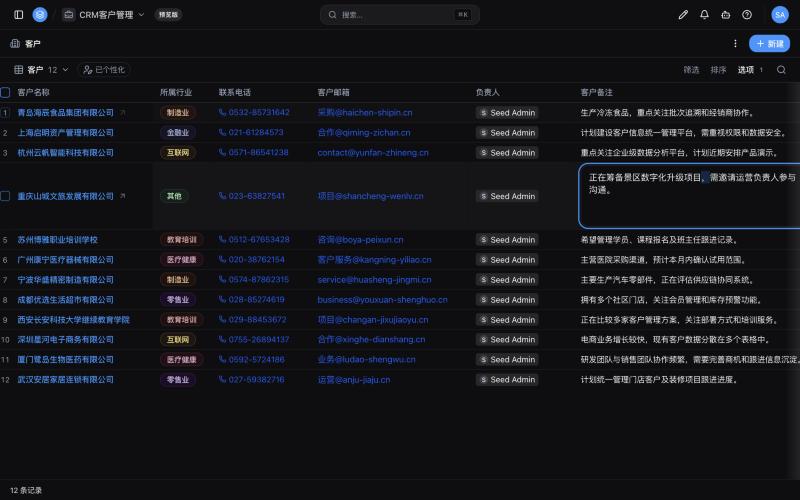 CRM客户管理 预览版 搜索... ⌘K SA
客户 新建
客户 12 已个性化 筛选 排序 选项 1
客户名称 所属行业 联系电话 客户邮箱 负责人 客户备注
1 青岛海辰食品集团有限公司 制造业 0532-85731642 采购@haichen-shipin.cn S Seed Admin 生产冷冻食品，重点关注批次追溯和经销商协作。
2 上海启明资产管理有限公司 金融业 021-61284573 合作@qiming-zichan.cn S Seed Admin 计划建设客户信息统一管理平台，需重视权限和数据安全。
3 杭州云帆智能科技有限公司 互联网 0571-86541238 contact@yunfan-zhineng.cn S Seed Admin 重点关注企业级数据分析平台，计划近期安排产品演示。
重庆山城文旅发展有限公司 其他 023-63827541 项目@shancheng-wenlv.cn S Seed Admin 正在筹备景区数字化升级项目，需邀请运营负责人参与
沟通。
5 苏州博雅职业培训学校 教育培训 0512-67653428 咨询@boya-peixun.cn S Seed Admin 希望管理学员、课程报名及班主任跟进记录。
6 广州康宁医疗器械有限公司 医疗健康 020-38762154 客户服务@kangning-yiliao.cn S Seed Admin 主营医院采购渠道，预计本月内确认试用范围。
7 宁波华盛精密制造有限公司 制造业 0574-87862315 service@huasheng-jingmi.cn S Seed Admin 主要生产汽车零部件，正在评估供应链协同系统。
8 成都优选生活超市有限公司 零售业 028-85274619 business@youxuan-shenghuo.cn S Seed Admin 拥有多个社区门店，关注会员管理和库存预警功能。
9 西安长安科技大学继续教育学院 教育培训 029-88453672 项目@changan-jixujiaoyu.cn S Seed Admin 正在比较多家客户管理方案，关注部署方式和培训服务。
10 深圳星河电子商务有限公司 互联网 0755-26894137 合作@xinghe-dianshang.cn S Seed Admin 电商业务增长较快，现有客户数据分散在多个表格中。
11 厦门鹭岛生物医药有限公司 医疗健康 0592-5724186 业务@ludao-shengwu.cn S Seed Admin 研发团队与销售团队协作频繁，需要完善商机和跟进信息沉淀。
12 武汉安居家居连锁有限公司 零售业 027-59382716 运营@anju-jiaju.cn S Seed Admin 计划统一管理门店客户及装修项目跟进进度。
12 条记录